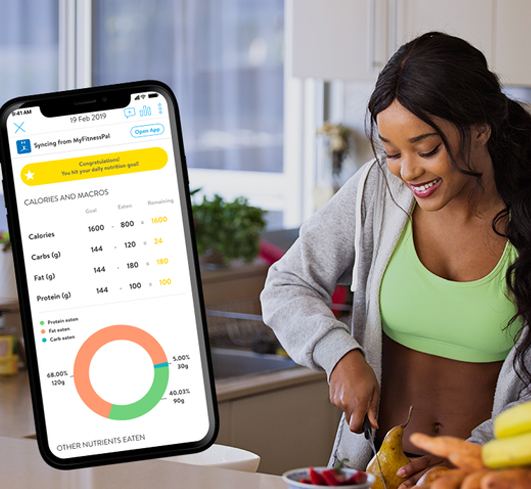 9:41 AM
19 Feb 2019
Syncing from MyFitnessPal
Open App
Congratulations!
You hit your daily nutrition goal!
CALORIES AND MACROS
Goal Eaten Remaining
Calories 1600 - 800 = 1600
Carbs (g) 144 - 120 = 24
Fat (g) 144 - 180 = 180
Protein (g) 144 - 100 = 100
Protein eaten
Fat eaten
Carb eaten
5.00%
30g
68.00%
120g
40.03%
90g
OTHER NUTRIENTS EATEN